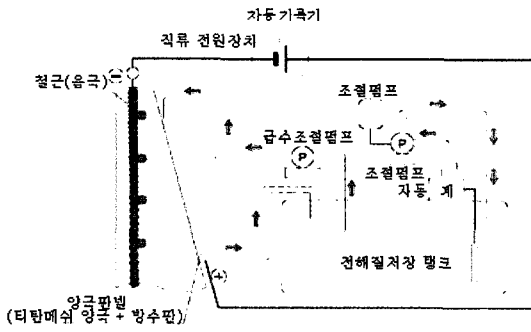 자동기록기
직류 전원장치
철근(음극)
조절펌프
급수조절펌프
P
P
조절펌프
자동 계
전해질저장 탱크
양극판넬
(티탄메쉬 양극 + 방수판)